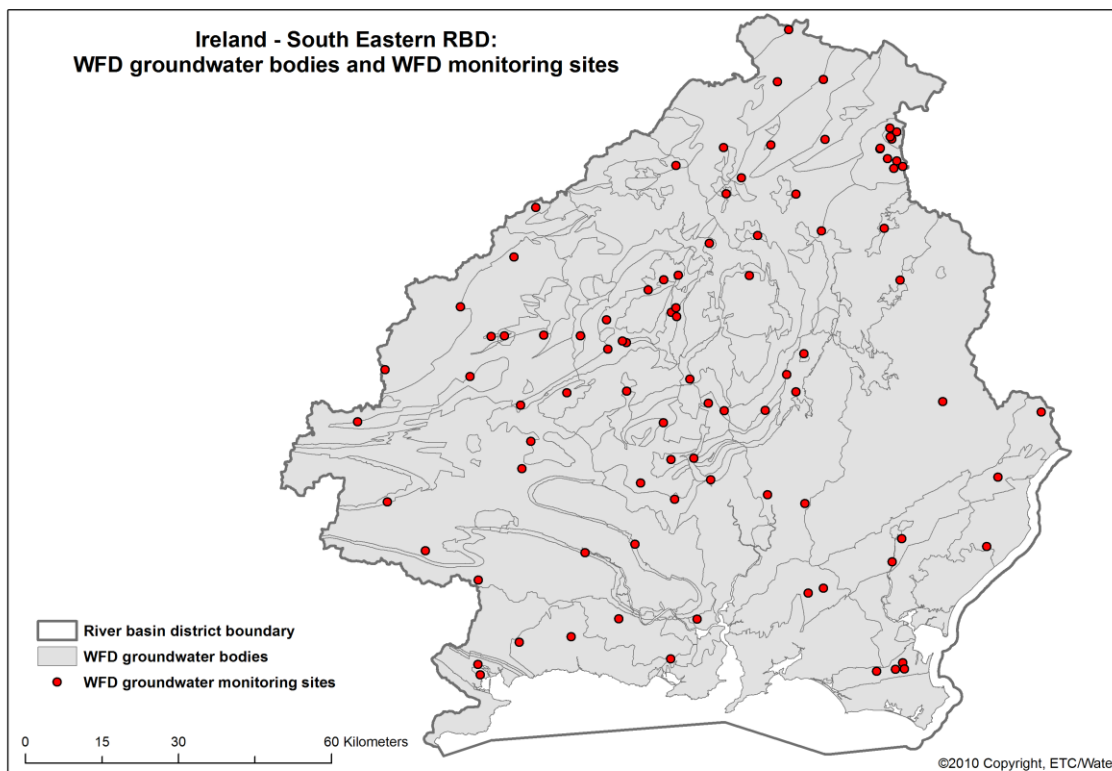 Ireland - South Eastern RBD:
WFD groundwater bodies and WFD monitoring sites
River basin district boundary
WFD groundwater bodies
WFD groundwater monitoring sites
0 15 30 60 Kilometers
©2010 Copyright, ETC/Water